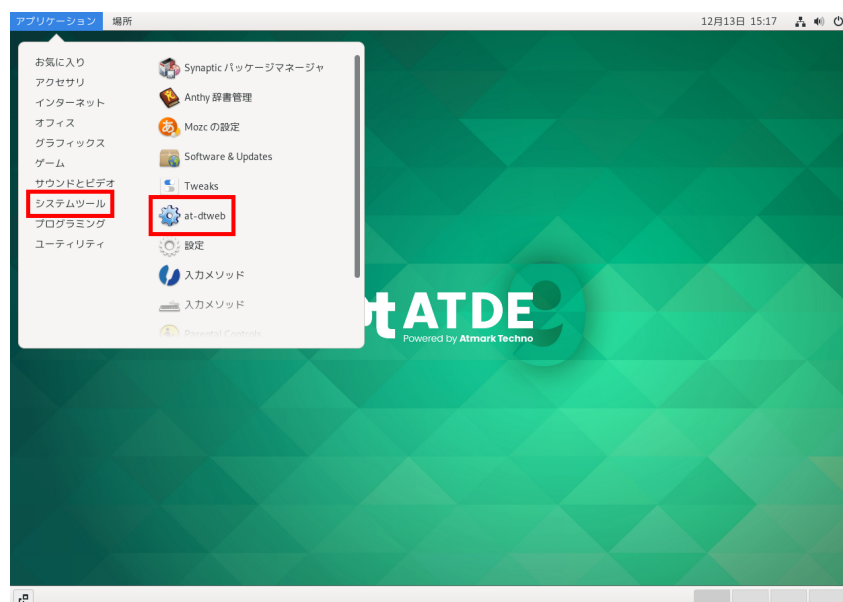 アプリケーション 場所 12月13日 15:17
お気に入り
アクセサリ
インターネット
オフィス
グラフィックス
ゲーム
サウンドとビデオ
システムツール
プログラミング
ユーティリティ
Synaptic パッケージマネージャ
Anthy 辞書管理
Mozc の設定
Software & Updates
Tweaks
at-dtweb
設定
入力メソッド
入力メソッド
Parental Controls
ATDE
9
Powered by Atmark Techno